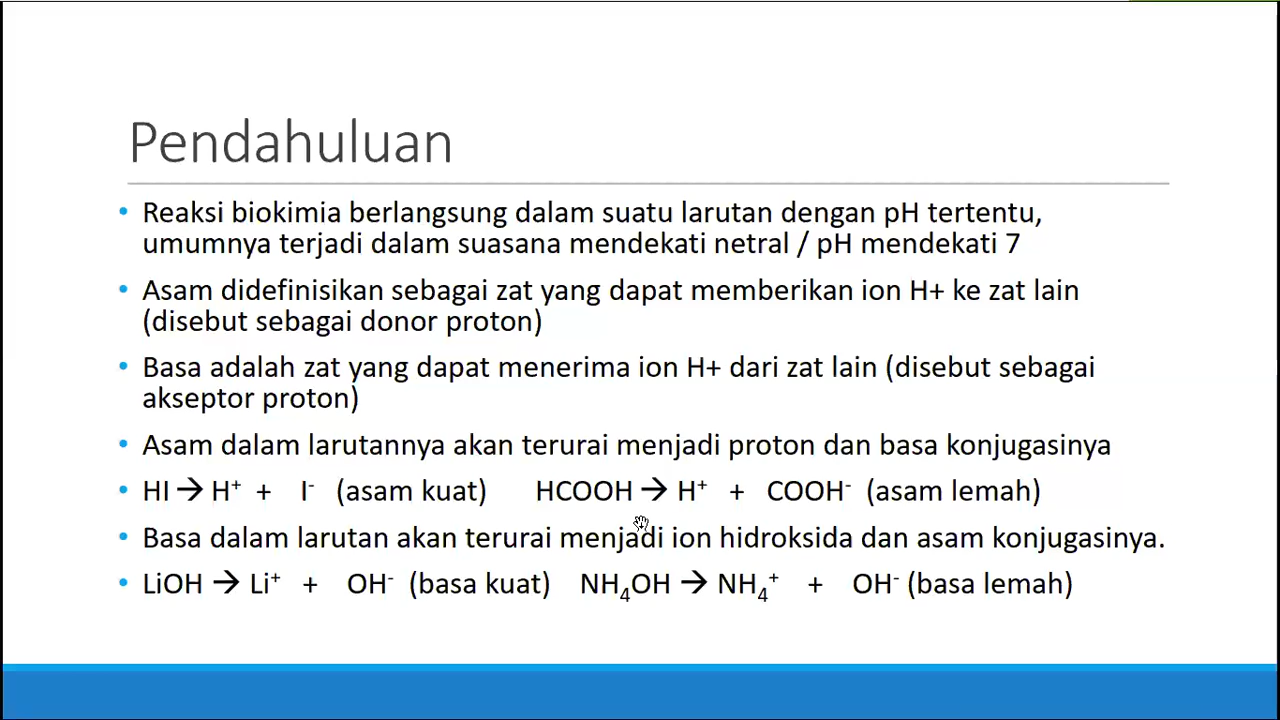 Pendahuluan
• Reaksi biokimia berlangsung dalam suatu larutan dengan pH tertentu,
umumnya terjadi dalam suasana mendekati netral / pH mendekati 7
• Asam didefinisikan sebagai zat yang dapat memberikan ion H+ ke zat lain
(disebut sebagai donor proton)
• Basa adalah zat yang dapat menerima ion H+ dari zat lain (disebut sebagai
akseptor proton)
• Asam dalam larutannya akan terurai menjadi proton dan basa konjugasinya
• HI → H⁺ + I⁻ (asam kuat) HCOOH → H⁺ + COOH⁻ (asam lemah)
• Basa dalam larutan akan terurai menjadi ion hidroksida dan asam konjugasinya.
• LiOH → Li⁺ + OH⁻ (basa kuat) NH₄OH → NH₄⁺ + OH⁻ (basa lemah)